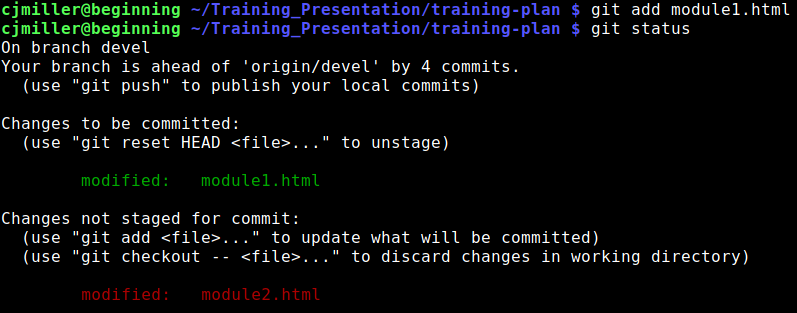 cjmiller@beginning ~/Training_Presentation/training-plan $ git add module1.html
cjmiller@beginning ~/Training_Presentation/training-plan $ git status
On branch devel
Your branch is ahead of 'origin/devel' by 4 commits.
  (use "git push" to publish your local commits)

Changes to be committed:
  (use "git reset HEAD <file>..." to unstage)

        modified:   module1.html

Changes not staged for commit:
  (use "git add <file>..." to update what will be committed)
  (use "git checkout -- <file>..." to discard changes in working directory)

        modified:   module2.html